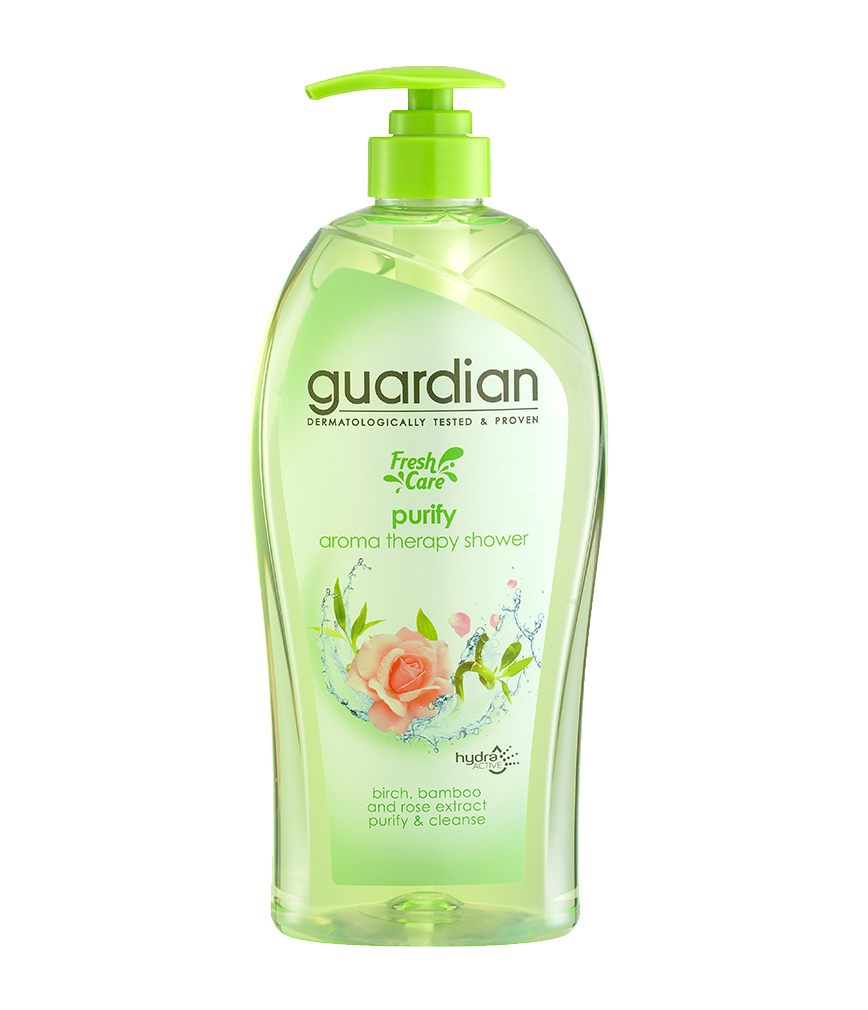 guardian
DERMATOLOGICALLY TESTED & PROVEN
Fresh
Care
purify
aroma therapy shower
hydra
ACTIVE
birch, bamboo
and rose extract
purify & cleanse